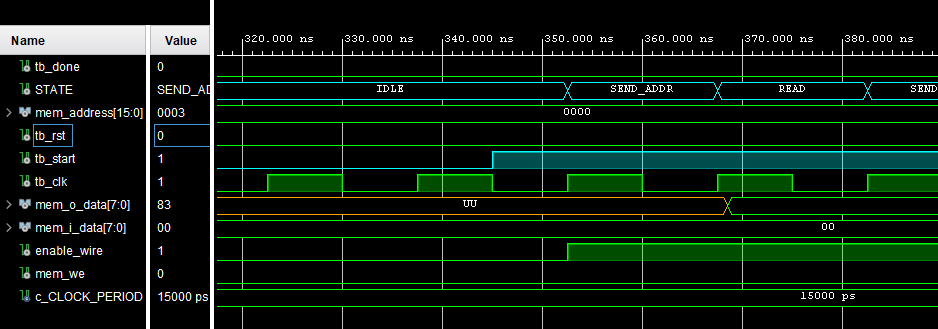 Name Value
320.000 ns 330.000 ns 340.000 ns 350.000 ns 360.000 ns 370.000 ns 380.000 ns
tb_done 0
STATE SEND_AD IDLE SEND_ADDR READ SEND
mem_address[15:0] 0003 0000
tb_rst 0
tb_start 1
tb_clk 1
mem_o_data[7:0] 83 UU
mem_i_data[7:0] 00 00
enable_wire 1
mem_we 0
c_CLOCK_PERIOD 15000 ps 15000 ps